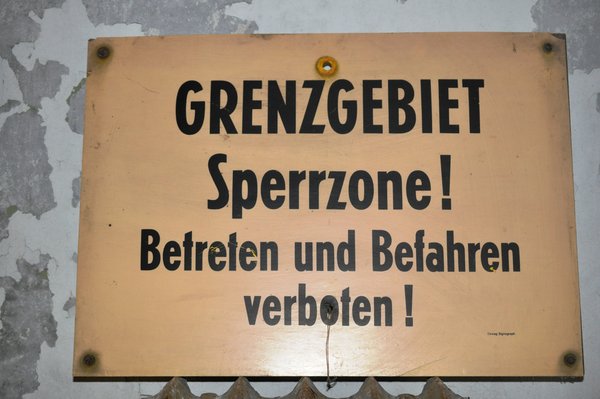 GRENZGEBIET
Sperrzone!
Betreten und Befahren
verboten!